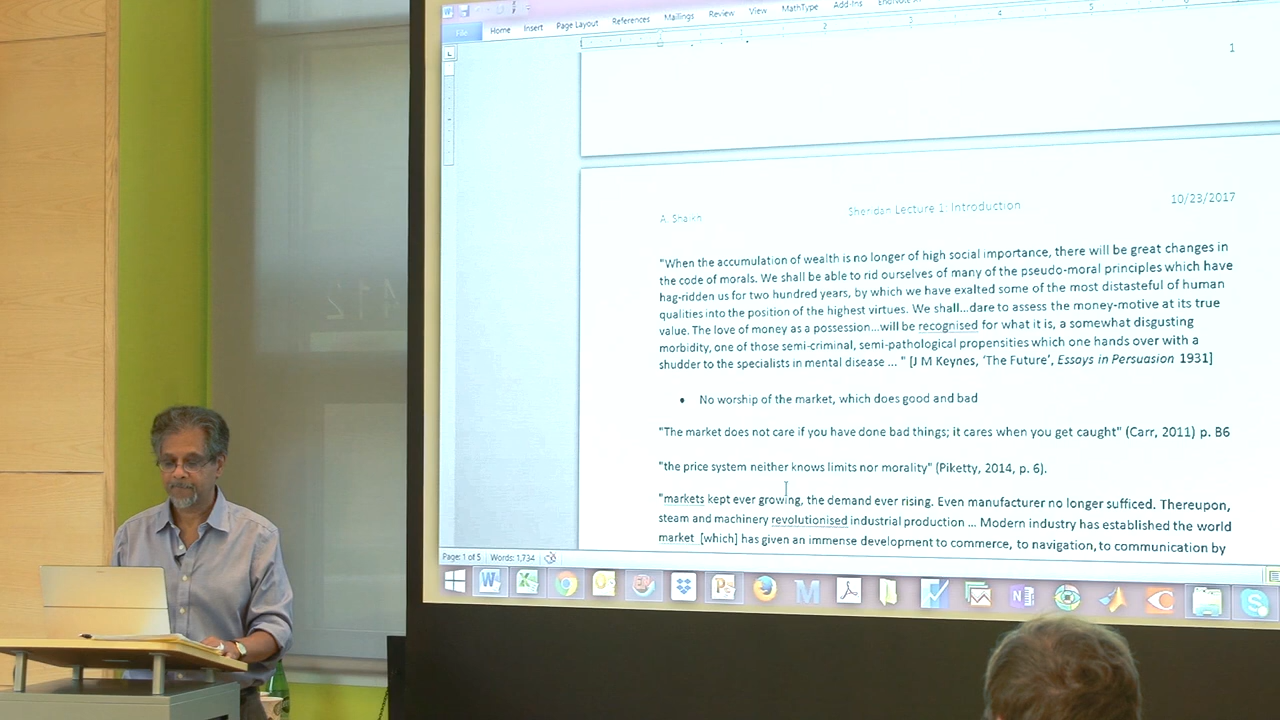 File Home Insert Page Layout References Mailings Review View MathType Add-Ins
1
A. Shaikh Sheridan Lecture 1: Introduction 10/23/2017
"When the accumulation of wealth is no longer of high social importance, there will be great changes in
the code of morals. We shall be able to rid ourselves of many of the pseudo-moral principles which have
hag-ridden us for two hundred years, by which we have exalted some of the most distasteful of human
qualities into the position of the highest virtues. We shall...dare to assess the money-motive at its true
value. The love of money as a possession...will be recognised for what it is, a somewhat disgusting
morbidity, one of those semi-criminal, semi-pathological propensities which one hands over with a
shudder to the specialists in mental disease ... " [J M Keynes, 'The Future', Essays in Persuasion 1931]
• No worship of the market, which does good and bad
"The market does not care if you have done bad things; it cares when you get caught" (Carr, 2011) p. B6
"the price system neither knows limits nor morality" (Piketty, 2014, p. 6).
"markets kept ever growing, the demand ever rising. Even manufacturer no longer sufficed. Thereupon,
steam and machinery revolutionised industrial production ... Modern industry has established the world
market [which] has given an immense development to commerce, to navigation, to communication by
Page: 1 of 5 Words: 1,734